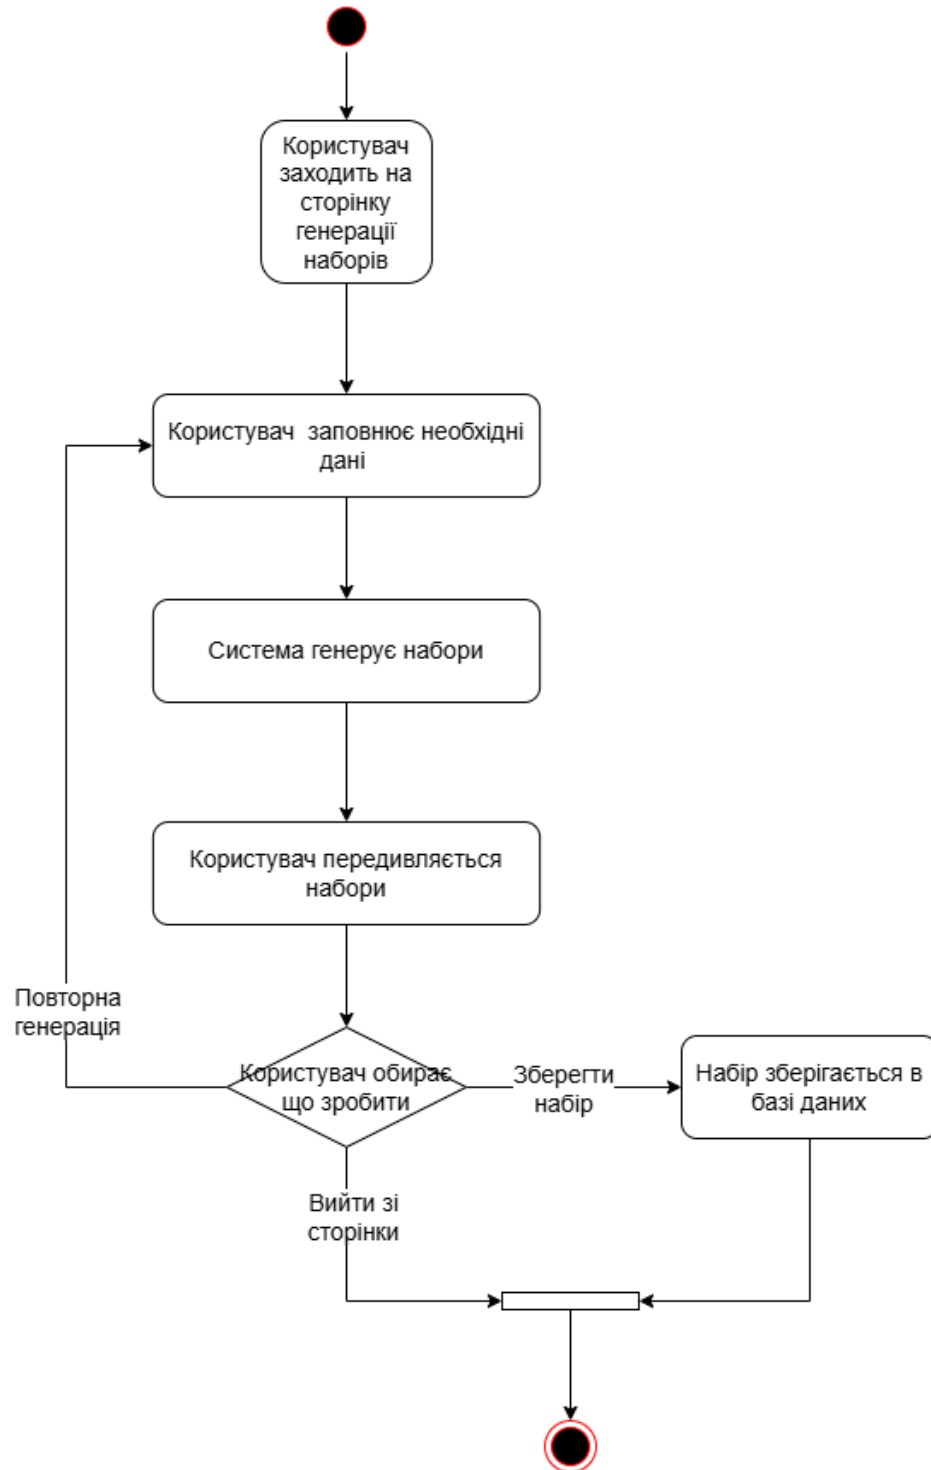 Користувач
заходить на
сторінку
генерації
наборів
Користувач  заповнює необхідні
дані
Система генерує набори
Користувач передивляється
набори
Повторна
генерація
Користувач обирає
що зробити
Зберегти
набір
Набір зберігається в
базі даних
Вийти зі
сторінки